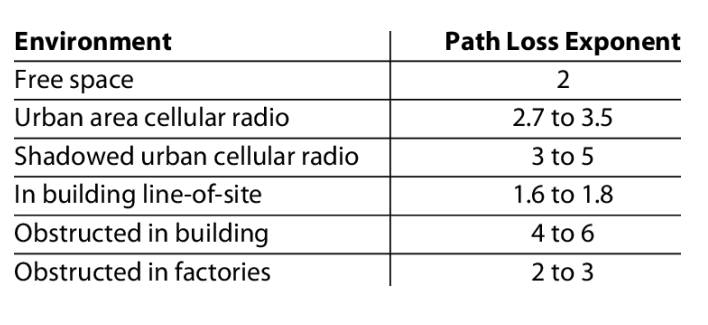 Environment Path Loss Exponent
Free space 2
Urban area cellular radio 2.7 to 3.5
Shadowed urban cellular radio 3 to 5
In building line-of-site 1.6 to 1.8
Obstructed in building 4 to 6
Obstructed in factories 2 to 3